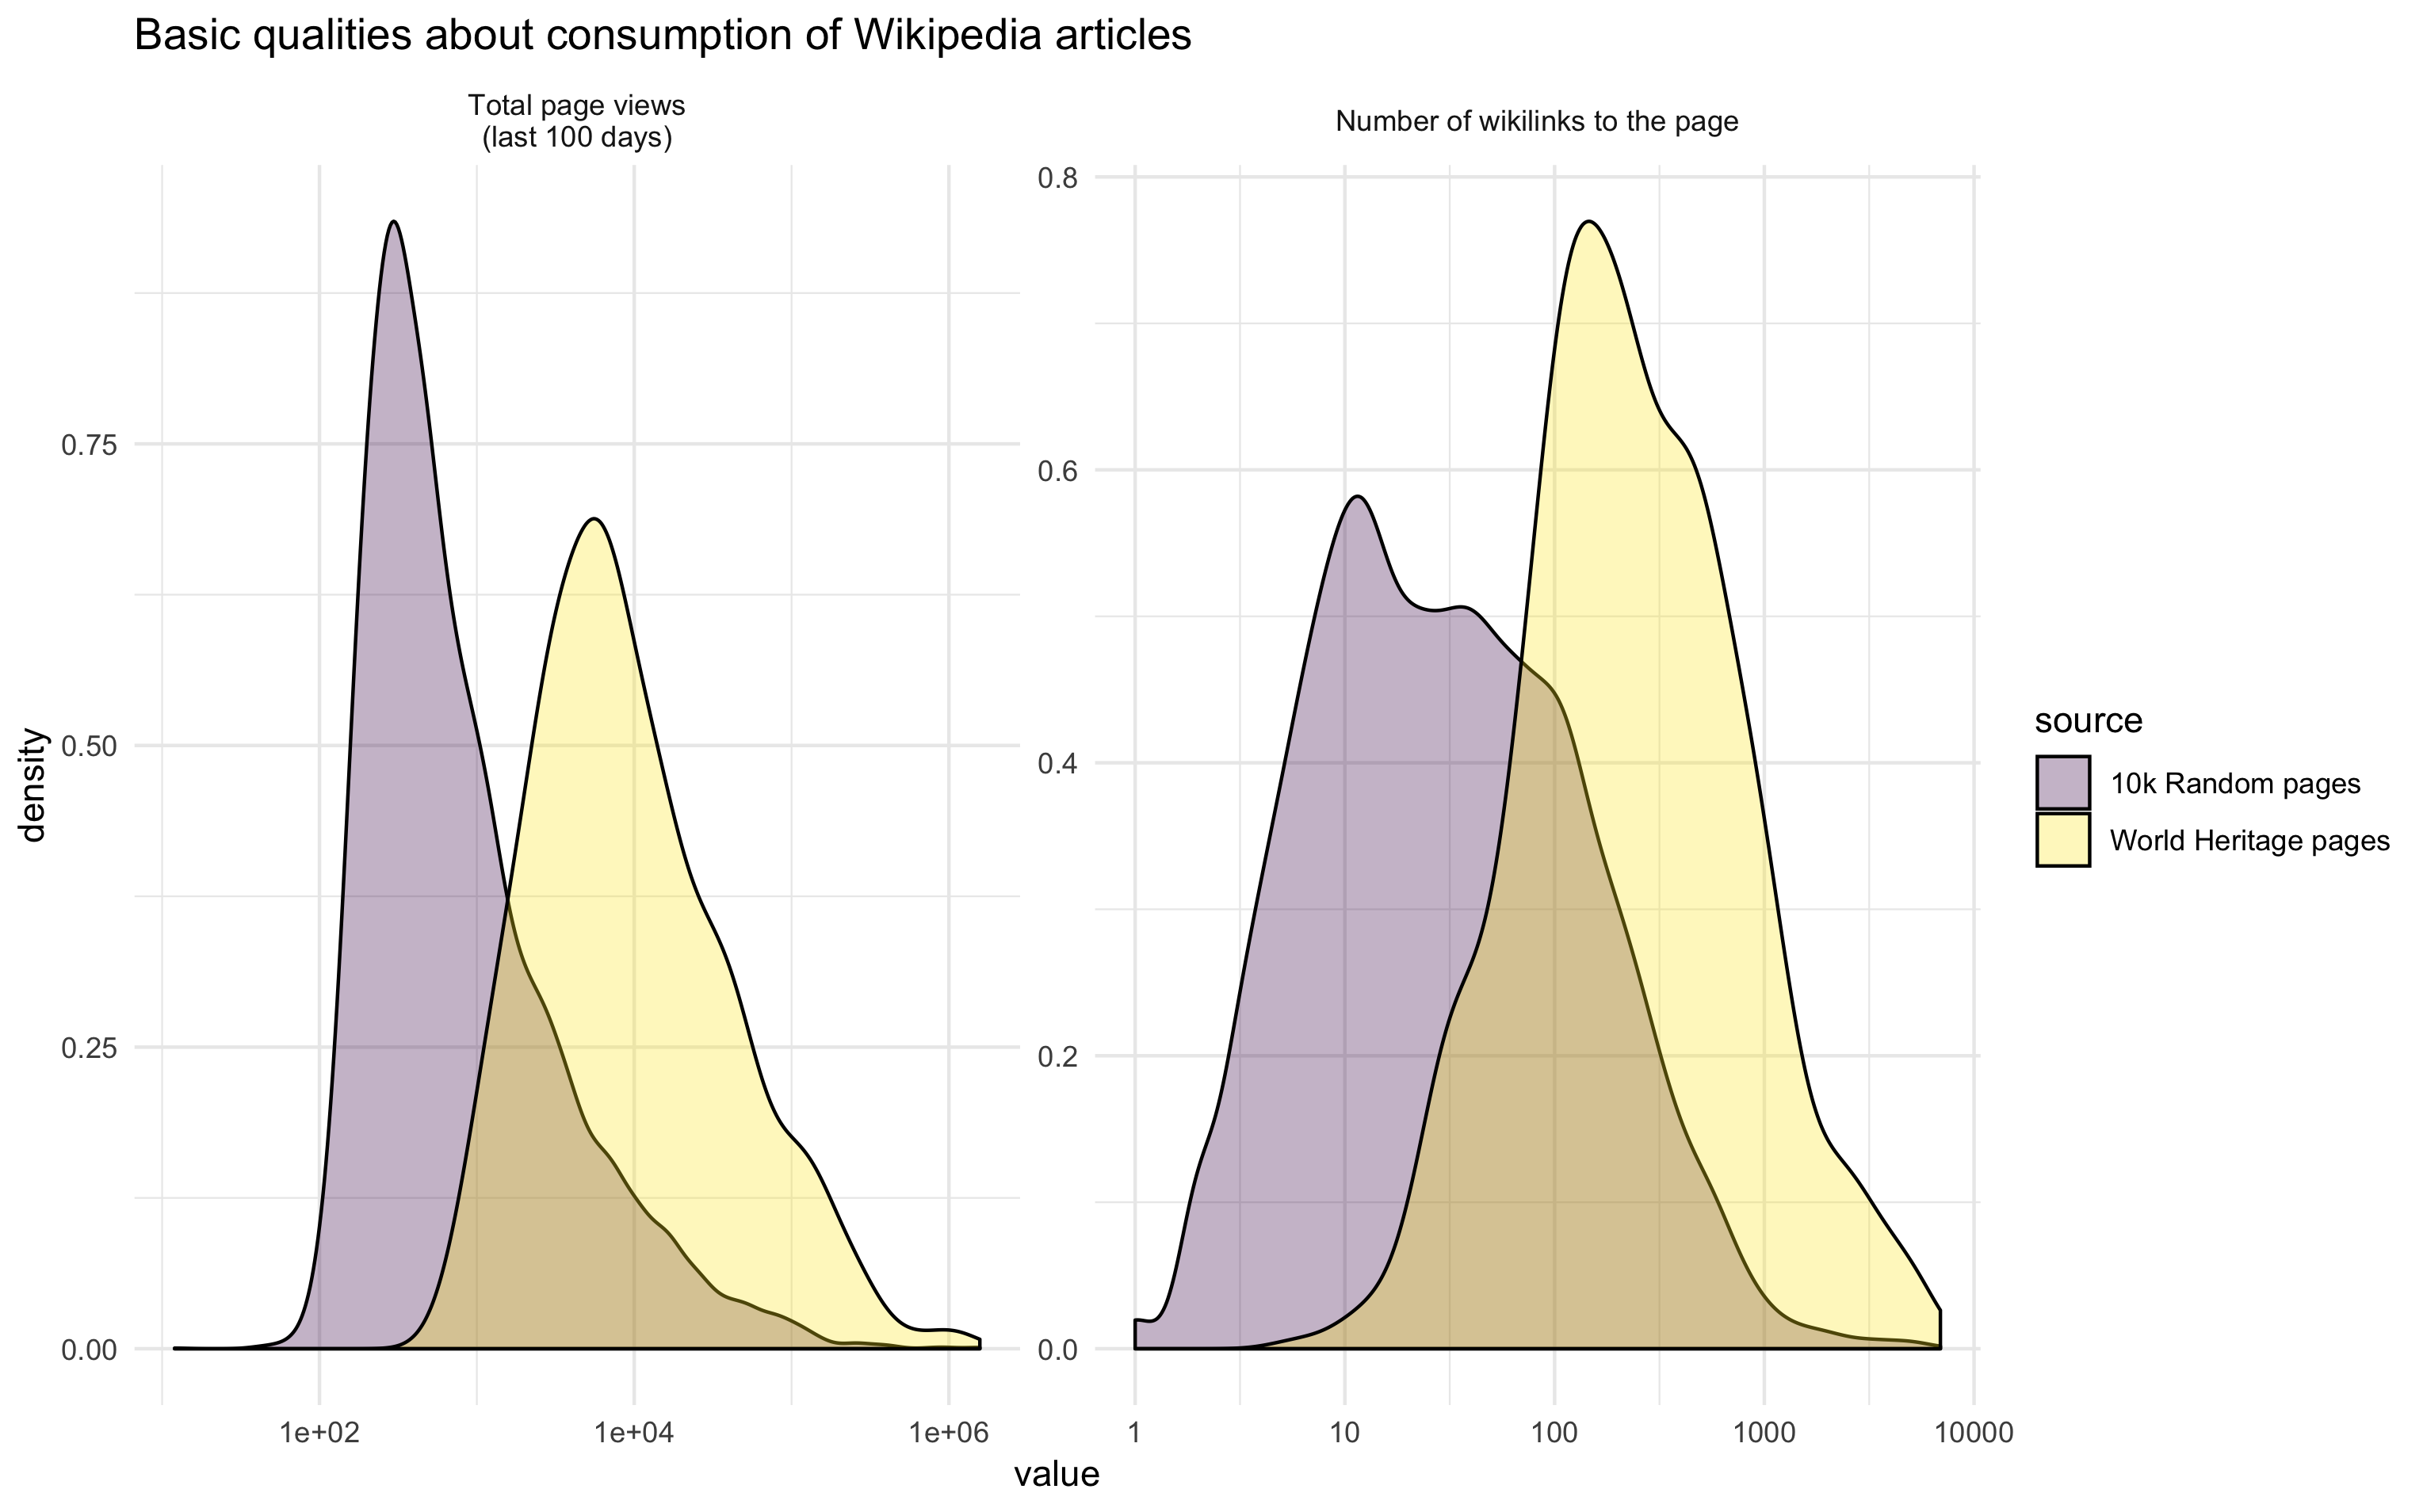 Basic qualities about consumption of Wikipedia articles
Total page views
(last 100 days)
Number of wikilinks to the page
density
0.75
0.50
0.25
0.00
0.8
0.6
0.4
0.2
0.0
1e+02
1e+04
1e+06
1
10
100
1000
10000
value
source
10k Random pages
World Heritage pages